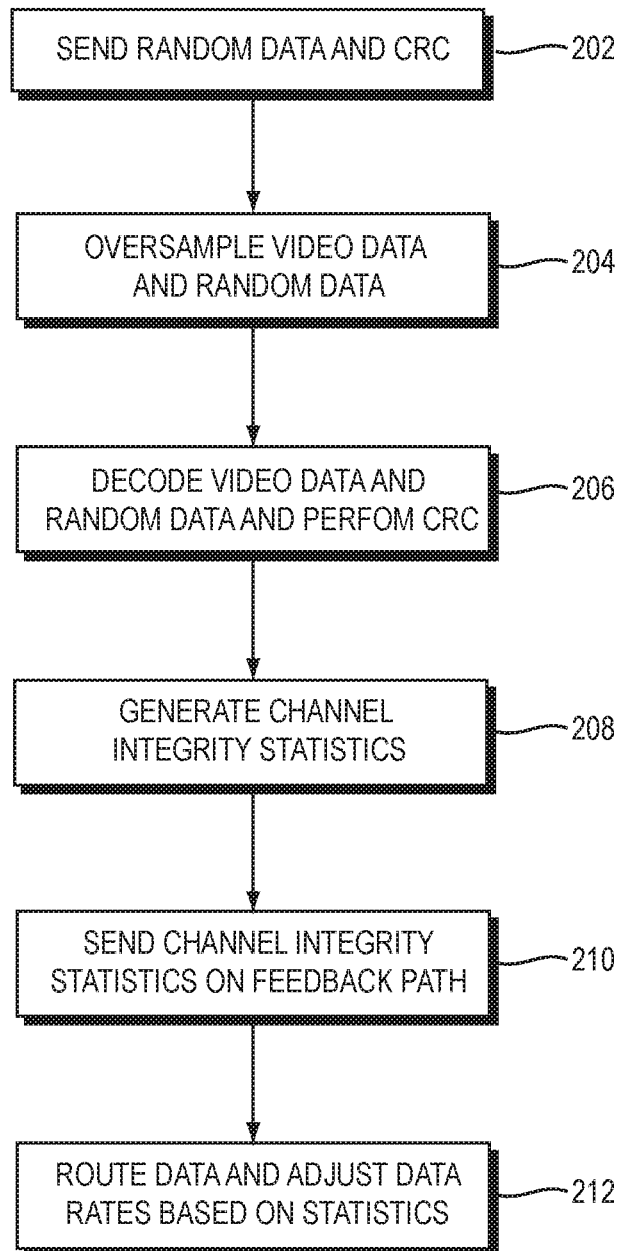 SEND RANDOM DATA AND CRC
202
OVERSAMPLE VIDEO DATA
AND RANDOM DATA
204
DECODE VIDEO DATA AND
RANDOM DATA AND PERFOM CRC
206
GENERATE CHANNEL
INTEGRITY STATISTICS
208
SEND CHANNEL INTEGRITY
STATISTICS ON FEEDBACK PATH
210
ROUTE DATA AND ADJUST DATA
RATES BASED ON STATISTICS
212